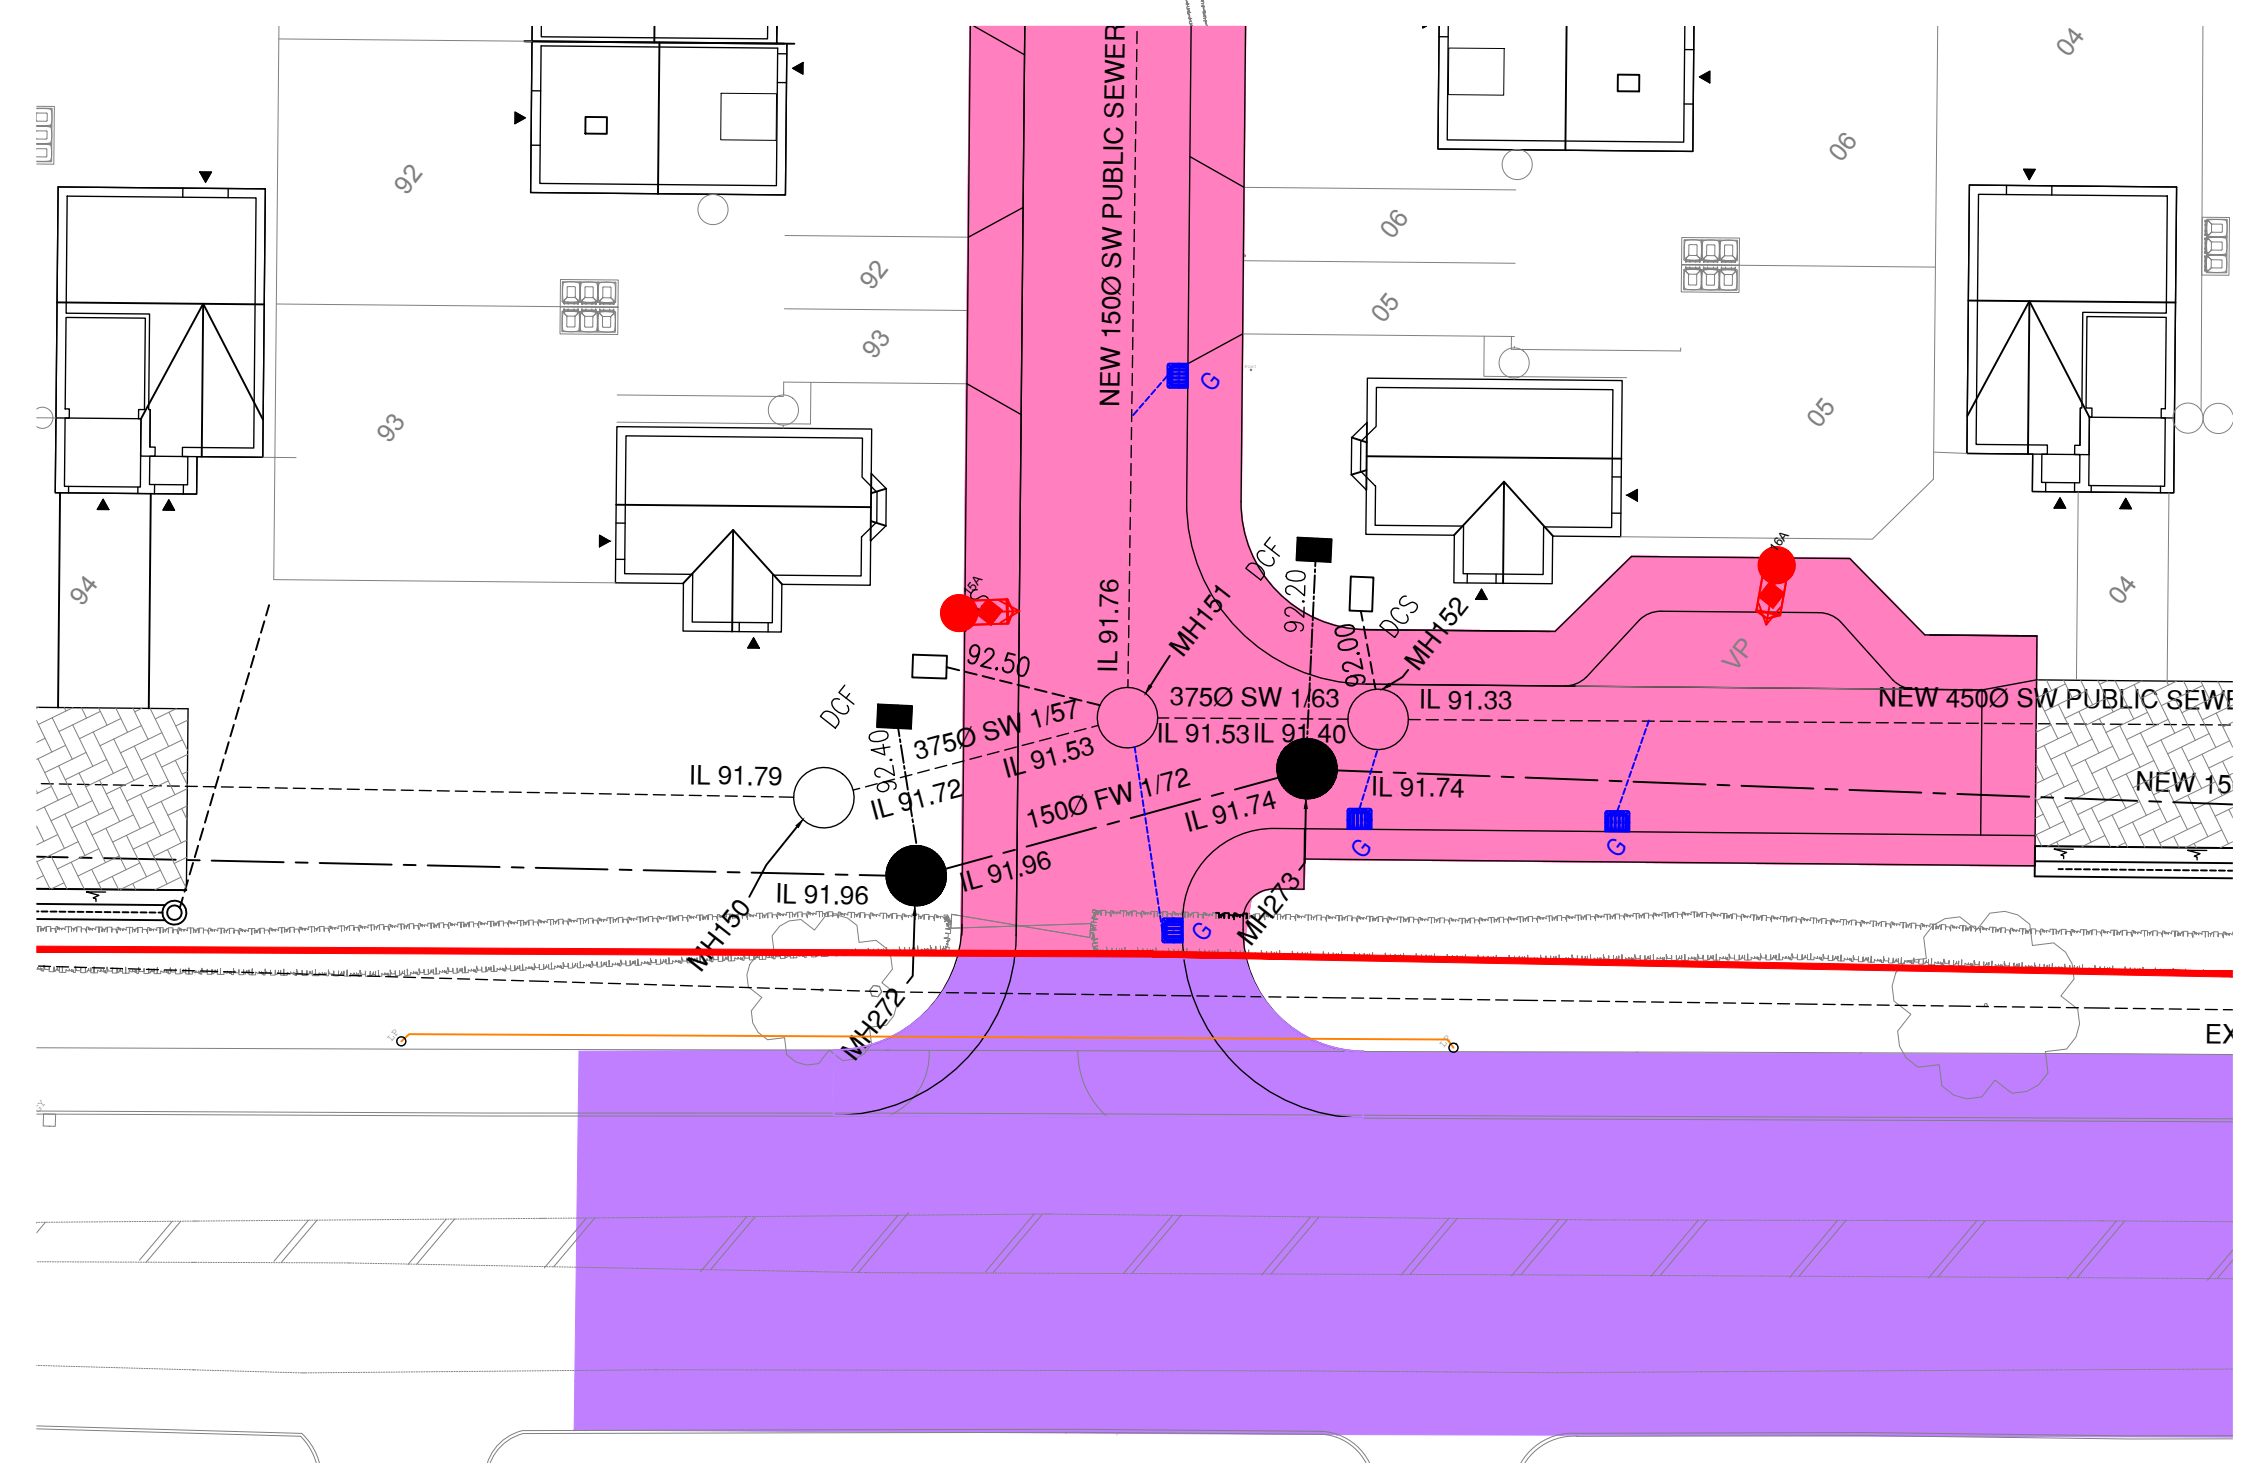 04
NEW 150Ø SW PUBLIC SEWER
92
06
06
92
05
93
G
93
05
DCF
16A
94
15A
92.20
DCS
04
IL 91.76
MH151
92.00
MH152
VP
92.50
DCF
375Ø SW 1/63
IL 91.33
NEW 450Ø SW PUBLIC SEWE
375Ø SW 1/57
IL 91.53
IL 91.53
IL 91.40
92.40
IL 91.79
IL 91.72
150Ø FW 1/72
IL 91.74
IL 91.74
NEW 15
G
G
IL 91.96
IL 91.96
MH150
MH273
G
MH272
EX